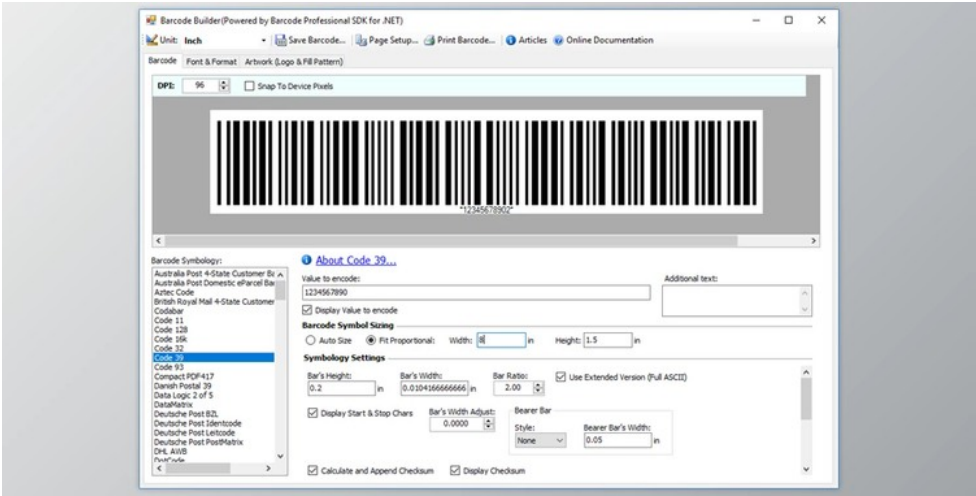 Barcode Builder(Powered by Barcode Professional SDK for .NET)
Unit: Inch Save Barcode... Page Setup... Print Barcode... Articles Online Documentation
Barcode Font & Format Artwork (Logo & Fill Pattern)
DPI: 96 Snap To Device Pixels
*12345678902*
Barcode Symbology:
Australia Post 4-State Customer Ba
Australia Post Domestic eParcel Bar
Aztec Code
British Royal Mail 4-State Customer
Codabar
Code 11
Code 128
Code 16k
Code 32
Code 39
Code 93
Compact PDF417
Danish Postal 39
Data Logic 2 of 5
DataMatrix
Deutsche Post BZL
Deutsche Post Identcode
Deutsche Post Leitcode
Deutsche Post PostMatrix
DHL AWB
DotCode
About Code 39...
Value to encode:
1234567890
Display Value to encode
Additional text:
Barcode Symbol Sizing
Auto Size Fit Proportional: Width: 8 in Height: 1.5 in
Symbology Settings
Bar's Height: Bar's Width: Bar Ratio:
0.2 in 0.0104166666666 in 2.00 Use Extended Version (Full ASCII)
Display Start & Stop Chars Bar's Width Adjust: 0.0000
Bearer Bar
Style: Bearer Bar's Width:
None 0.05 in
Calculate and Append Checksum Display Checksum